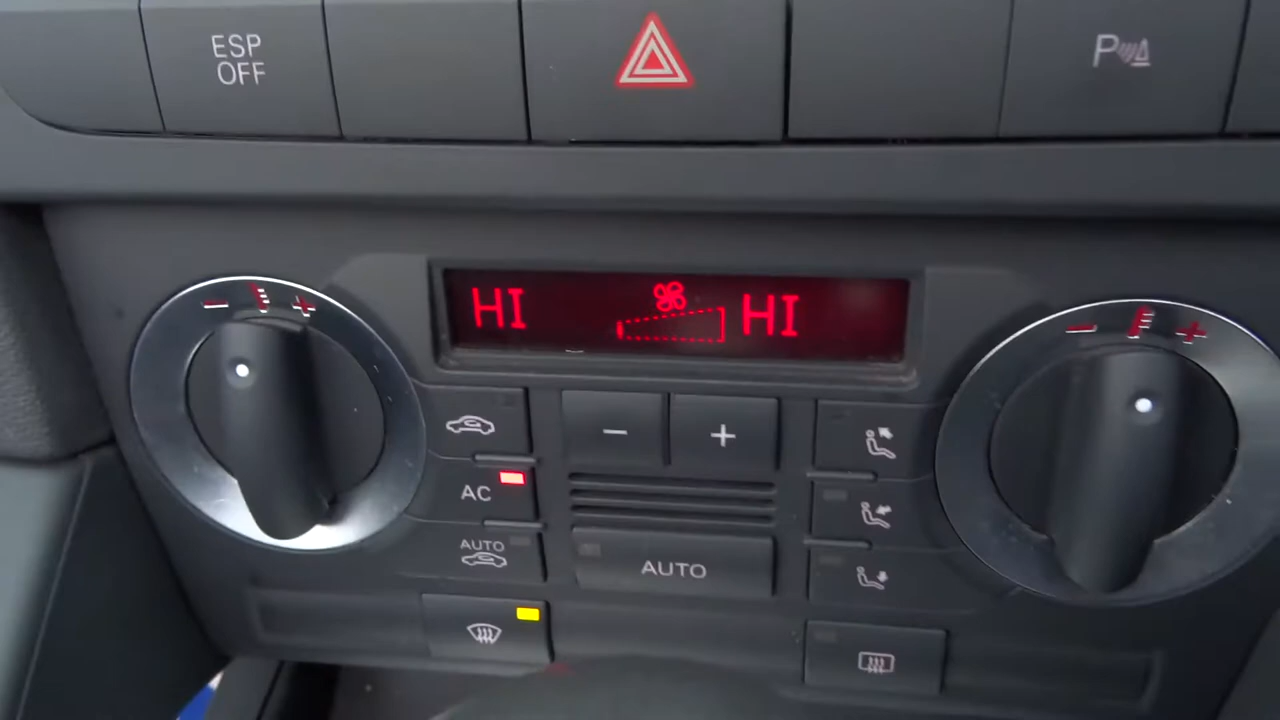 ESP
OFF
P
HI HI
- +
- +
- +
AC
AUTO
AUTO